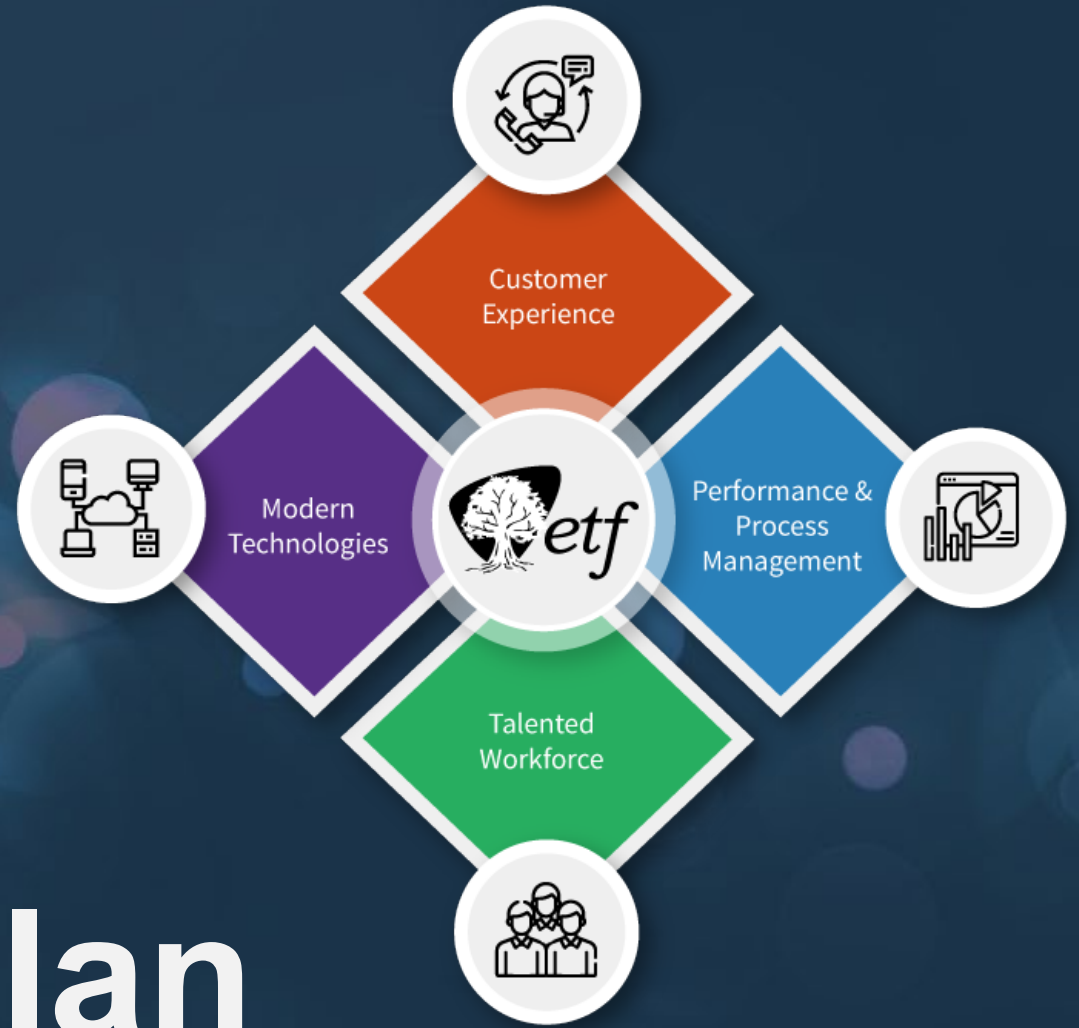 Customer
Experience
Modern
Technologies
etf
Performance &
Process
Management
Talented
Workforce
lan